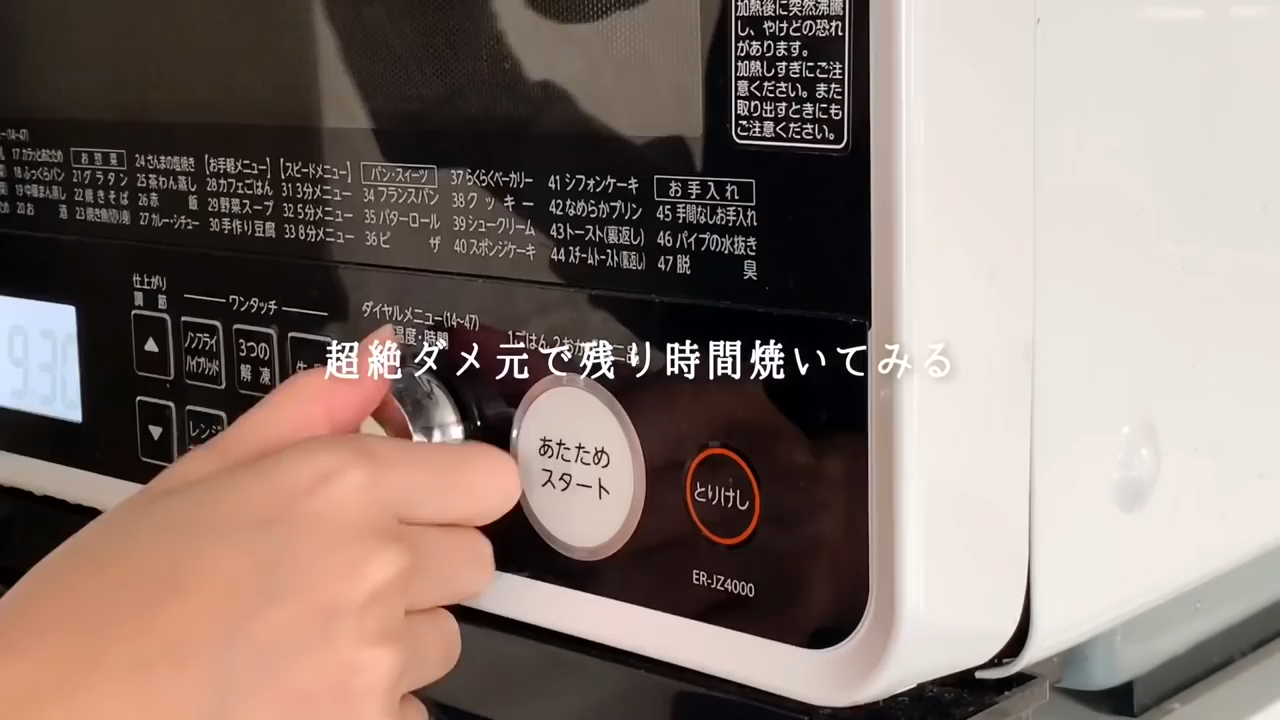 加熱後に突然沸騰
し、やけどの恐れ
があります。
加熱しすぎにご注
意ください。また
取り出すときにも
ご注意ください。
17 カラッとあたため
18 ふっくらパン
19 中華まん蒸し
20 お 酒
お 惣 菜
21 グラタン
22 焼きそば
23 焼き魚(切り身)
24 さんまの塩焼き
25 茶わん蒸し
26 赤 飯
27 カレー・シチュー
【お手軽メニュー】
28 カフェごはん
29 野菜スープ
30 手作り豆腐
【スピードメニュー】
31 3分メニュー
32 5分メニュー
33 8分メニュー
パン・スイーツ
34 フランスパン
35 バターロール
36 ピ ザ
37 らくらくベーカリー
38 クッキー
39 シュークリーム
40 スポンジケーキ
41 シフォンケーキ
42 なめらかプリン
43 トースト(裏返し)
44 スチームトースト(裏返し)
お手入れ
45 手間なしお手入れ
46 パイプの水抜き
47 脱 臭
仕上がり
調 節
ワンタッチ
▲
ノンフライ
ハイブリッド
3つの
解 凍
▼
レンジ
ダイヤルメニュー(14~47)
温度・時間
1ごはん
超絶ダメ元で残り時間焼いてみる
あたため
スタート
とりけし
ER-JZ4000
9:30